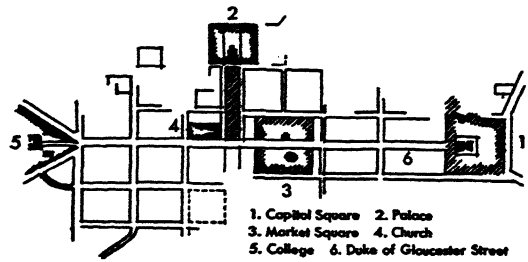 2
4
5
1
6
3
1. Capitol Square 2. Palace
3. Market Square 4. Church
5. College 6. Duke of Gloucester Street